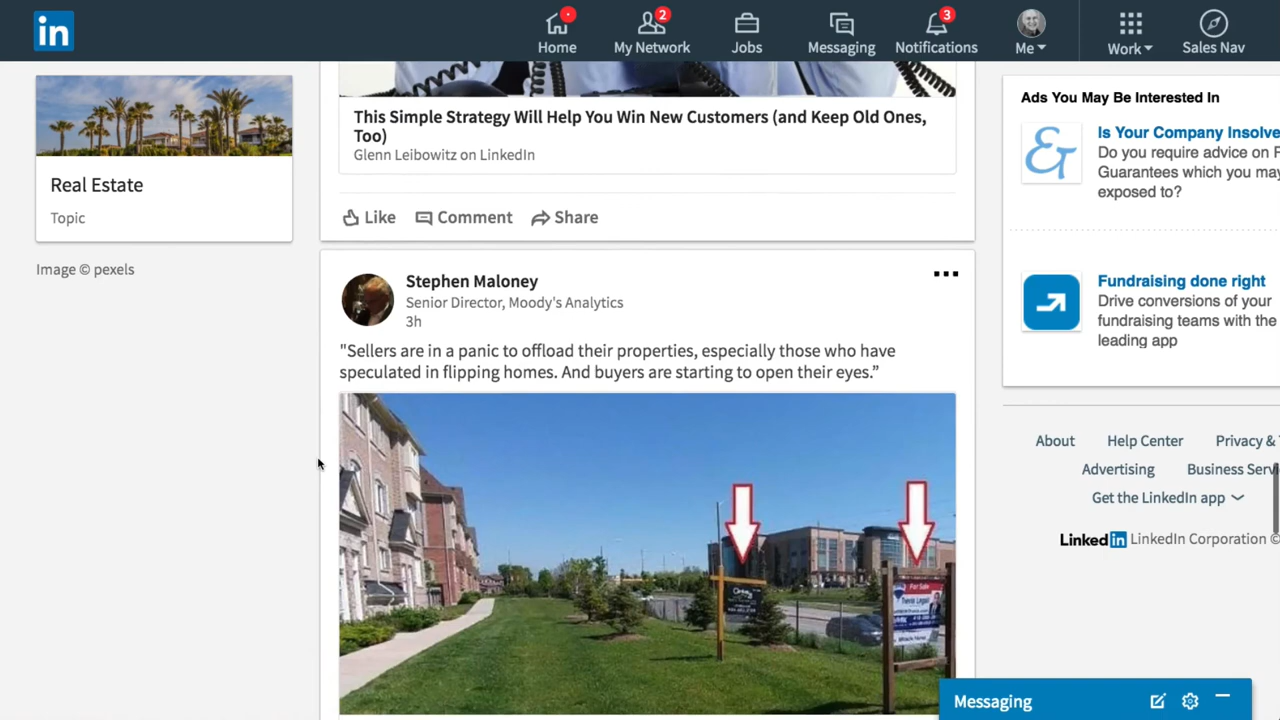 in
Home
2
My Network
Jobs
Messaging
3
Notifications
Me
Work
Sales Nav
Real Estate
Topic
Image © pexels
This Simple Strategy Will Help You Win New Customers (and Keep Old Ones,
Too)
Glenn Leibowitz on LinkedIn
Like
Comment
Share
Stephen Maloney
Senior Director, Moody's Analytics
3h
"Sellers are in a panic to offload their properties, especially those who have
speculated in flipping homes. And buyers are starting to open their eyes.”
For Sale
Ads You May Be Interested In
Is Your Company Insolve
Do you require advice on F
Guarantees which you may
exposed to?
Fundraising done right
Drive conversions of your
fundraising teams with the
leading app
About Help Center Privacy &
Advertising Business Servi
Get the LinkedIn app
Linked in LinkedIn Corporation ©
Messaging